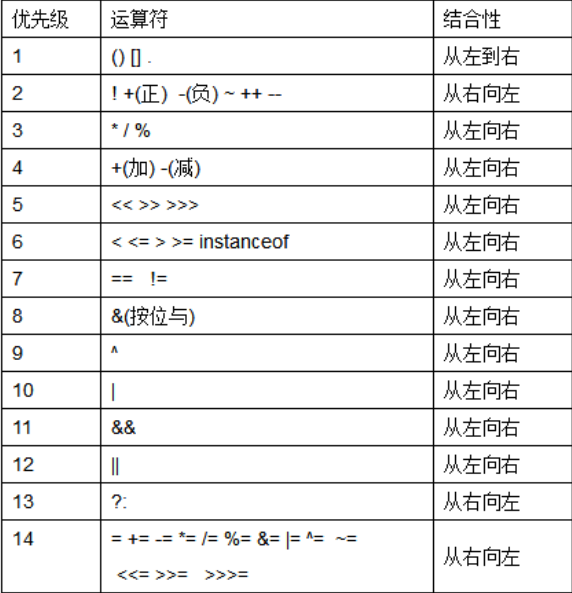 优先级 运算符 结合性
1 () [] . 从左到右
2 ! +(正) -(负) ~ ++ -- 从右向左
3 * / % 从左向右
4 +(加) -(减) 从左向右
5 << >> >>> 从左向右
6 < <= > >= instanceof 从左向右
7 == != 从左向右
8 &(按位与) 从左向右
9 ^ 从左向右
10 | 从左向右
11 && 从左向右
12 || 从左向右
13 ?: 从右向左
14 = += -= *= /= %= &= |= ^= ~= 从右向左
<<= >>= >>>=